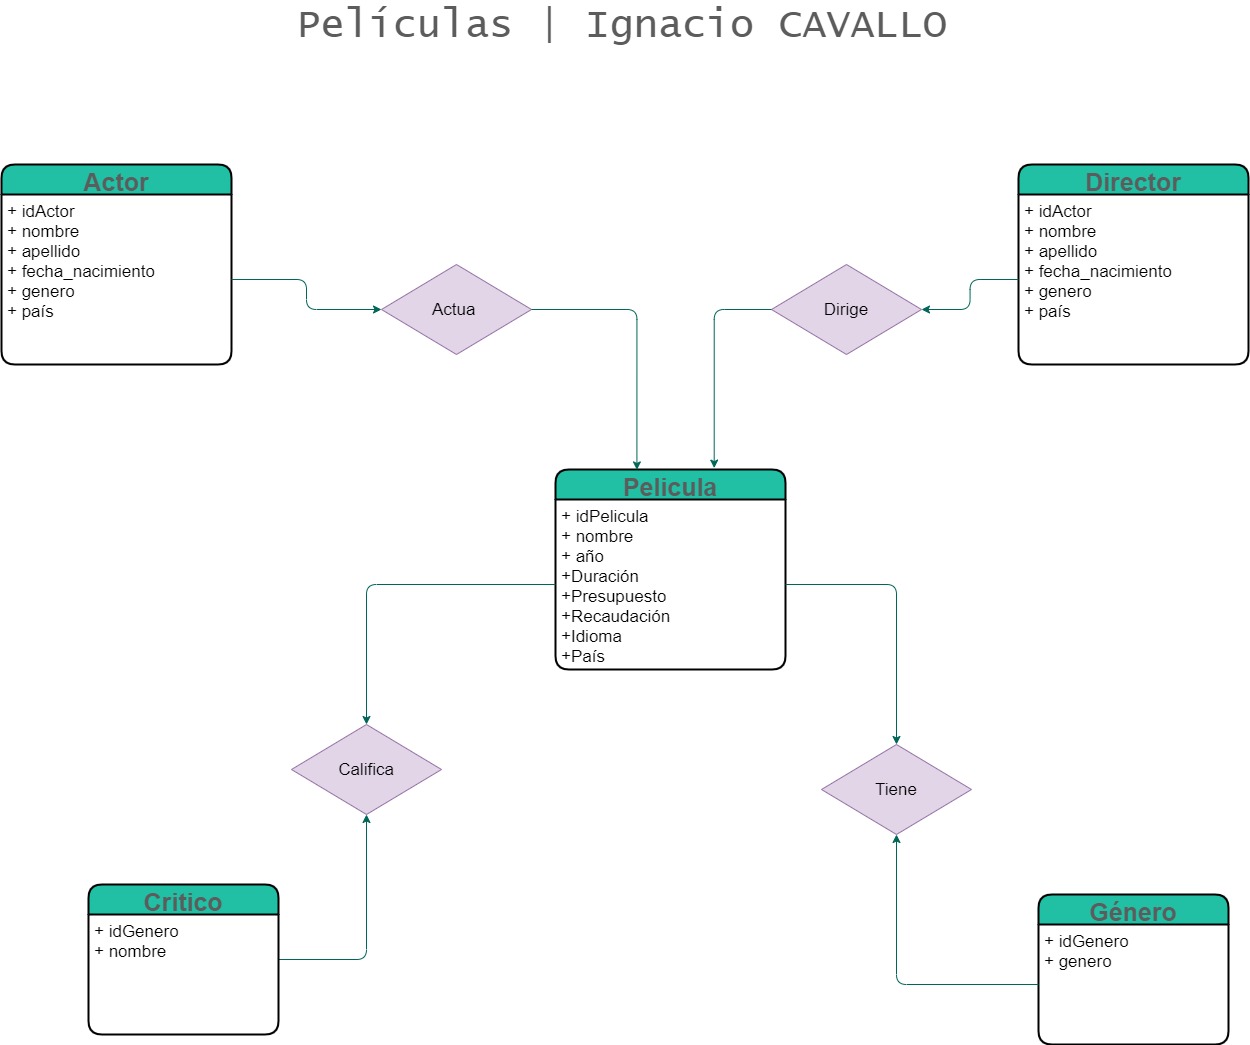 Películas | Ignacio CAVALLO
Actor
+ idActor
+ nombre
+ apellido
+ fecha_nacimiento
+ genero
+ país
Director
+ idActor
+ nombre
+ apellido
+ fecha_nacimiento
+ genero
+ país
Actua
Dirige
Pelicula
+ idPelicula
+ nombre
+ año
+Duración
+Presupuesto
+Recaudación
+Idioma
+País
Califica
Tiene
Critico
+ idGenero
+ nombre
Género
+ idGenero
+ genero